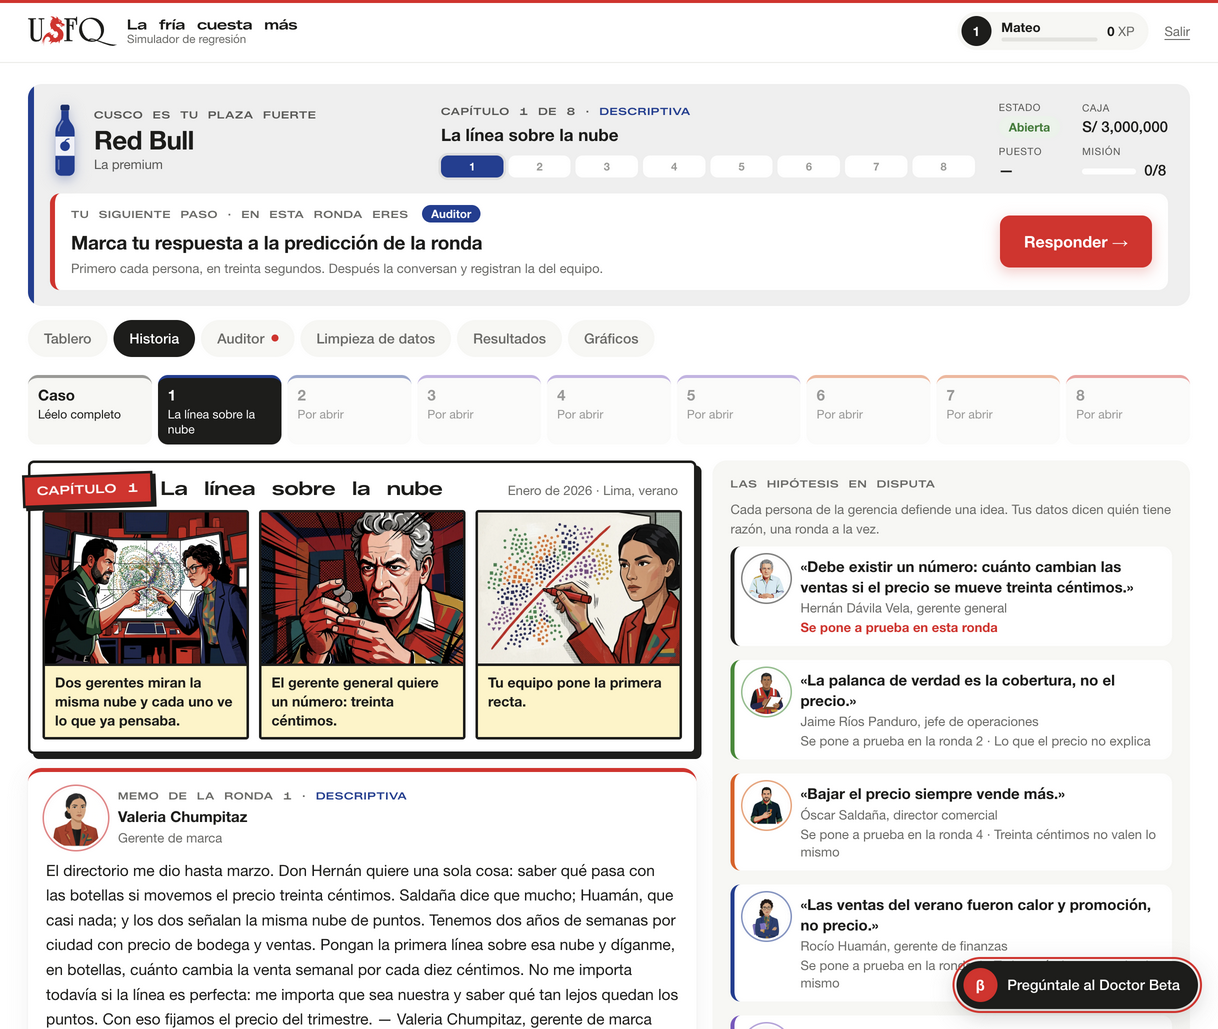 USFQ
La fría cuesta más
Simulador de regresión
1
Mateo
0 XP
Salir
CUSCO ES TU PLAZA FUERTE
Red Bull
La premium
CAPÍTULO 1 DE 8 · DESCRIPTIVA
La línea sobre la nube
1 2 3 4 5 6 7 8
ESTADO
Abierta
CAJA
S/ 3,000,000
PUESTO
—
MISIÓN
0/8
TU SIGUIENTE PASO · EN ESTA RONDA ERES Auditor
Marca tu respuesta a la predicción de la ronda
Primero cada persona, en treinta segundos. Después la conversan y registran la del equipo.
Responder →
Tablero
Historia
Auditor
Limpieza de datos
Resultados
Gráficos
Caso
Léelo completo
1
La línea sobre la
nube
2
Por abrir
3
Por abrir
4
Por abrir
5
Por abrir
6
Por abrir
7
Por abrir
8
Por abrir
CAPÍTULO 1
La línea sobre la nube
Enero de 2026 · Lima, verano
Dos gerentes miran la
misma nube y cada uno ve
lo que ya pensaba.
El gerente general quiere
un número: treinta
céntimos.
Tu equipo pone la primera
recta.
MEMO DE LA RONDA 1 · DESCRIPTIVA
Valeria Chumpitaz
Gerente de marca
El directorio me dio hasta marzo. Don Hernán quiere una sola cosa: saber qué pasa con
las botellas si movemos el precio treinta céntimos. Saldaña dice que mucho; Huamán, que
casi nada; y los dos señalan la misma nube de puntos. Tenemos dos años de semanas por
ciudad con precio de bodega y ventas. Pongan la primera línea sobre esa nube y díganme,
en botellas, cuánto cambia la venta semanal por cada diez céntimos. No me importa
todavía si la línea es perfecta: me importa que sea nuestra y saber qué tan lejos quedan los
puntos. Con eso fijamos el precio del trimestre. — Valeria Chumpitaz, gerente de marca
LAS HIPÓTESIS EN DISPUTA
Cada persona de la gerencia defiende una idea. Tus datos dicen quién tiene
razón, una ronda a la vez.
«Debe existir un número: cuánto cambian las
ventas si el precio se mueve treinta céntimos.»
Hernán Dávila Vela, gerente general
Se pone a prueba en esta ronda
«La palanca de verdad es la cobertura, no el
precio.»
Jaime Ríos Panduro, jefe de operaciones
Se pone a prueba en la ronda 2 · Lo que el precio no explica
«Bajar el precio siempre vende más.»
Óscar Saldaña, director comercial
Se pone a prueba en la ronda 4 · Treinta céntimos no valen lo
mismo
«Las ventas del verano fueron calor y promoción,
no precio.»
Rocío Huamán, gerente de finanzas
Se pone a prueba en la
mismo
β
Pregúntale al Doctor Beta